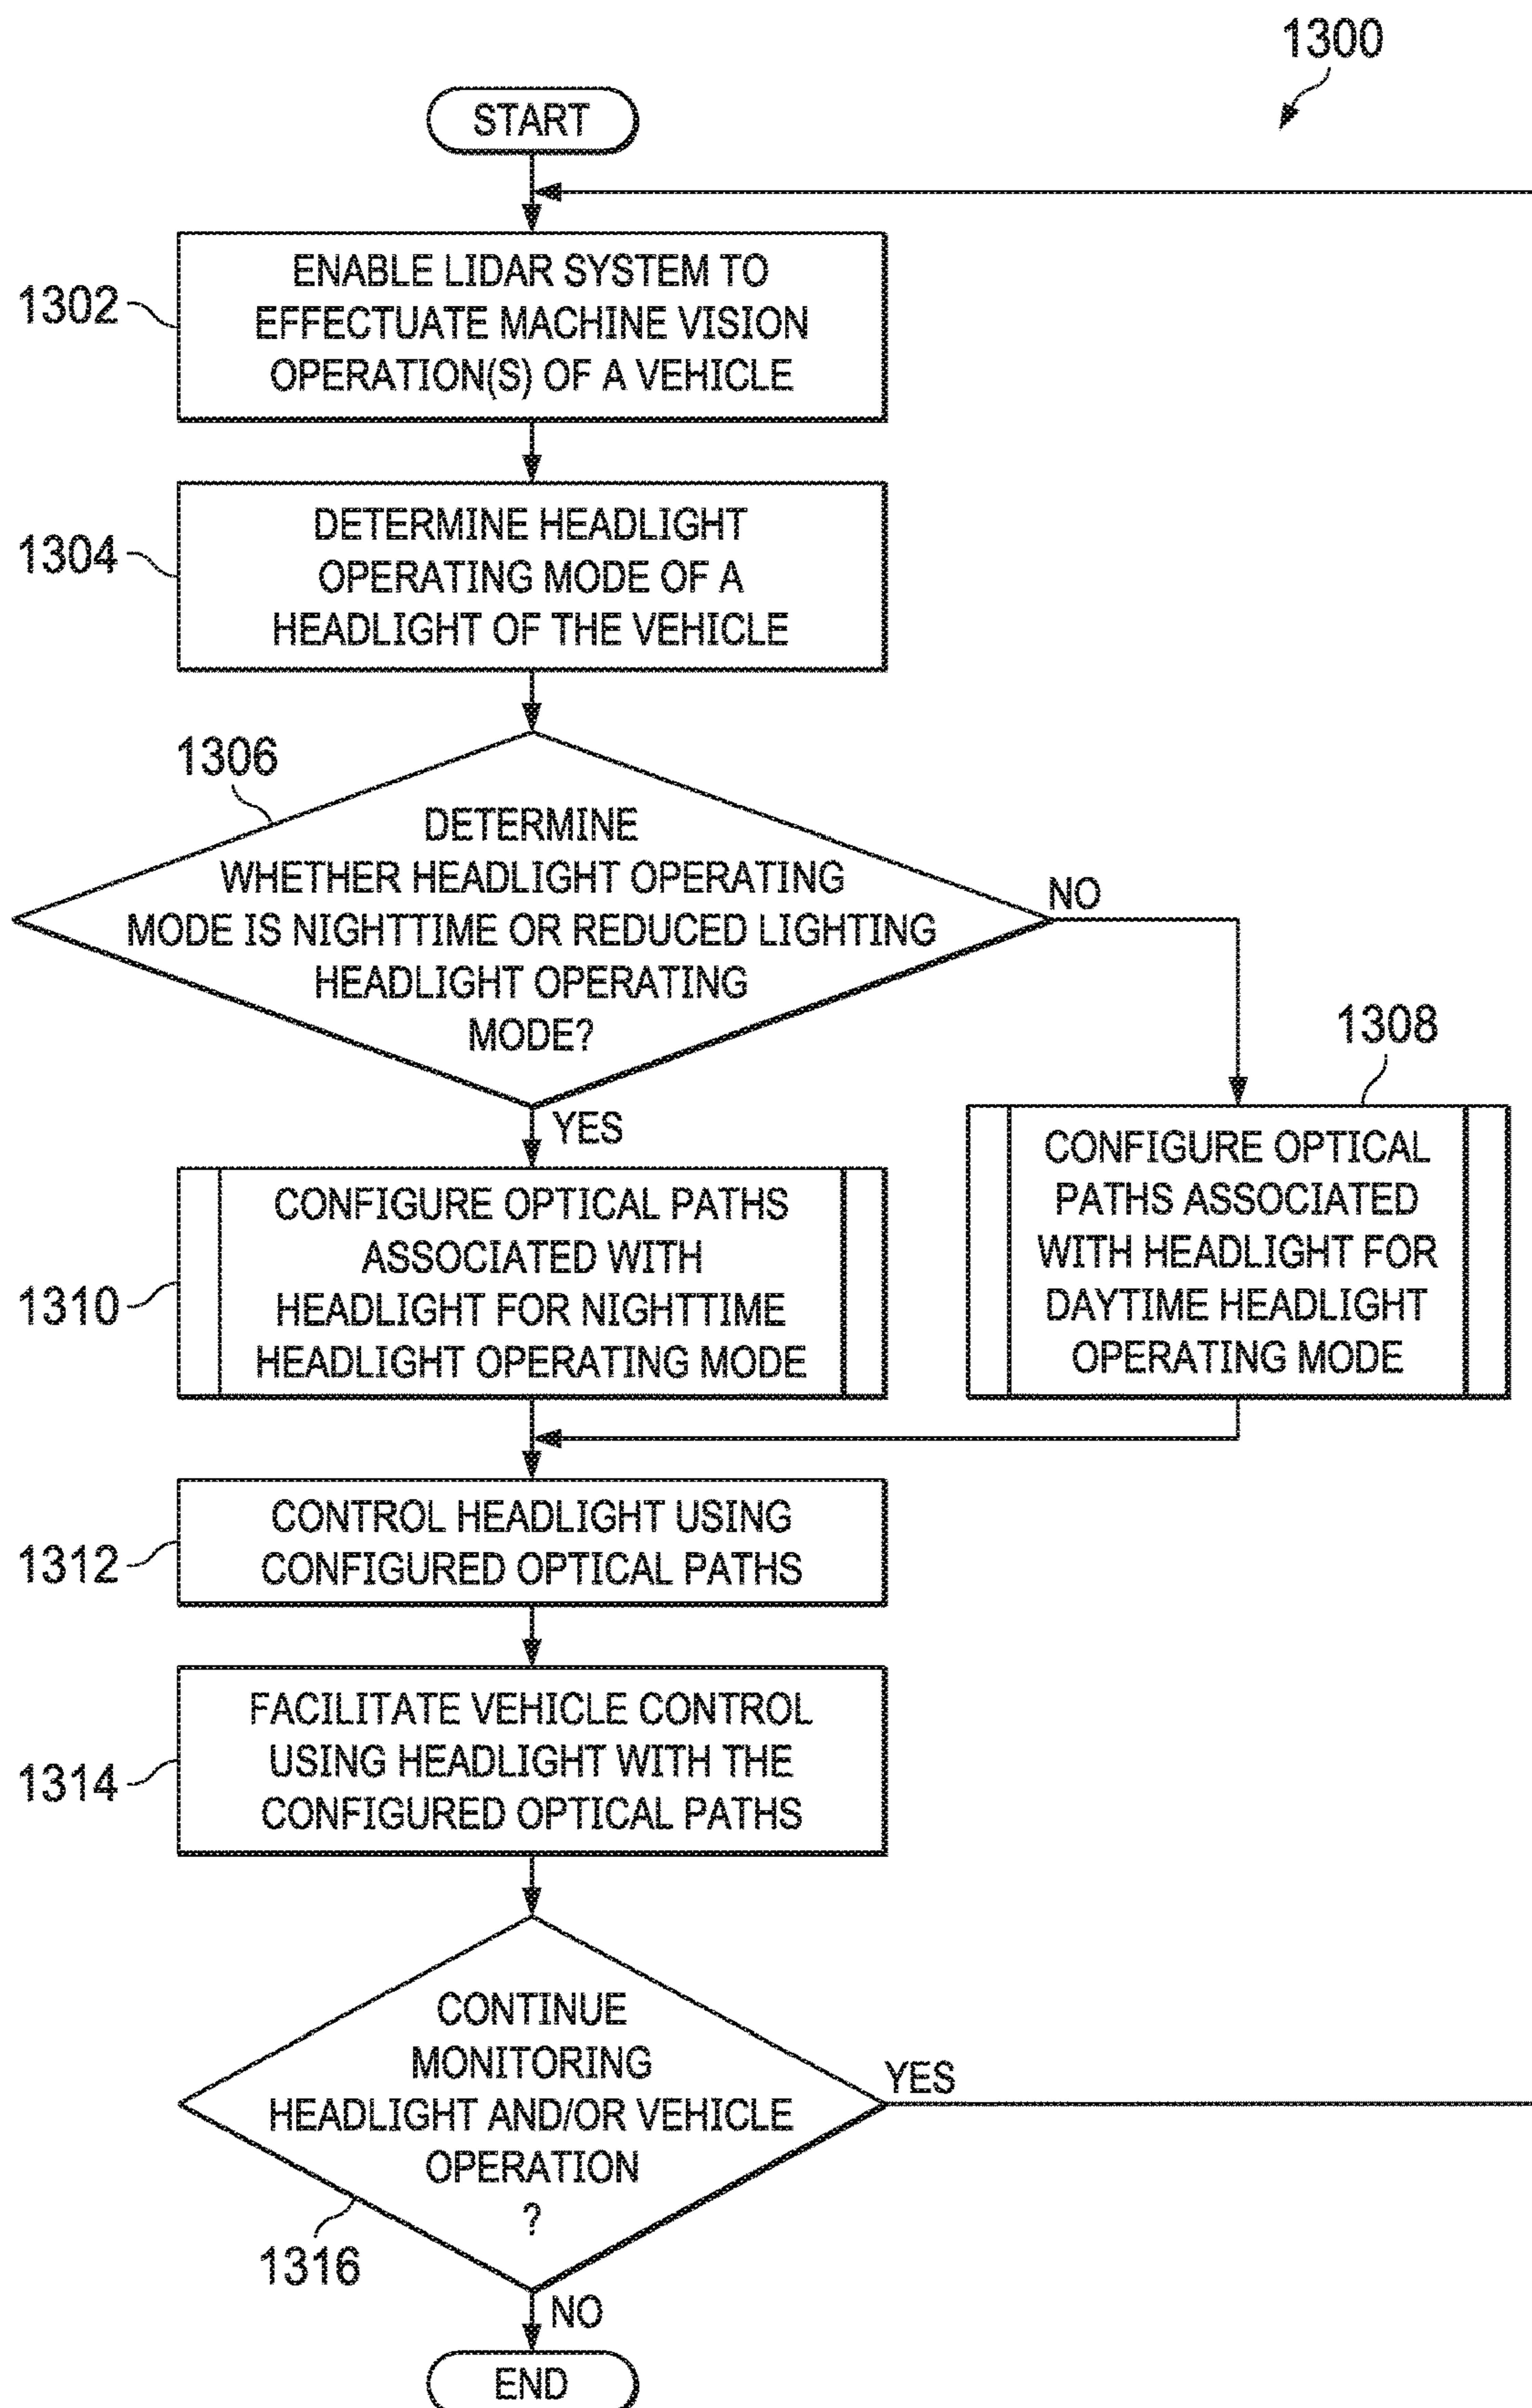 1300
START
1302
ENABLE LIDAR SYSTEM TO
EFFECTUATE MACHINE VISION
OPERATION(S) OF A VEHICLE
1304
DETERMINE HEADLIGHT
OPERATING MODE OF A
HEADLIGHT OF THE VEHICLE
1306
DETERMINE
WHETHER HEADLIGHT OPERATING
MODE IS NIGHTTIME OR REDUCED LIGHTING
HEADLIGHT OPERATING
MODE?
NO
YES
1308
CONFIGURE OPTICAL
PATHS ASSOCIATED
WITH HEADLIGHT FOR
DAYTIME HEADLIGHT
OPERATING MODE
1310
CONFIGURE OPTICAL PATHS
ASSOCIATED WITH
HEADLIGHT FOR NIGHTTIME
HEADLIGHT OPERATING MODE
1312
CONTROL HEADLIGHT USING
CONFIGURED OPTICAL PATHS
1314
FACILITATE VEHICLE CONTROL
USING HEADLIGHT WITH THE
CONFIGURED OPTICAL PATHS
CONTINUE
MONITORING
HEADLIGHT AND/OR VEHICLE
OPERATION
?
YES
1316
NO
END